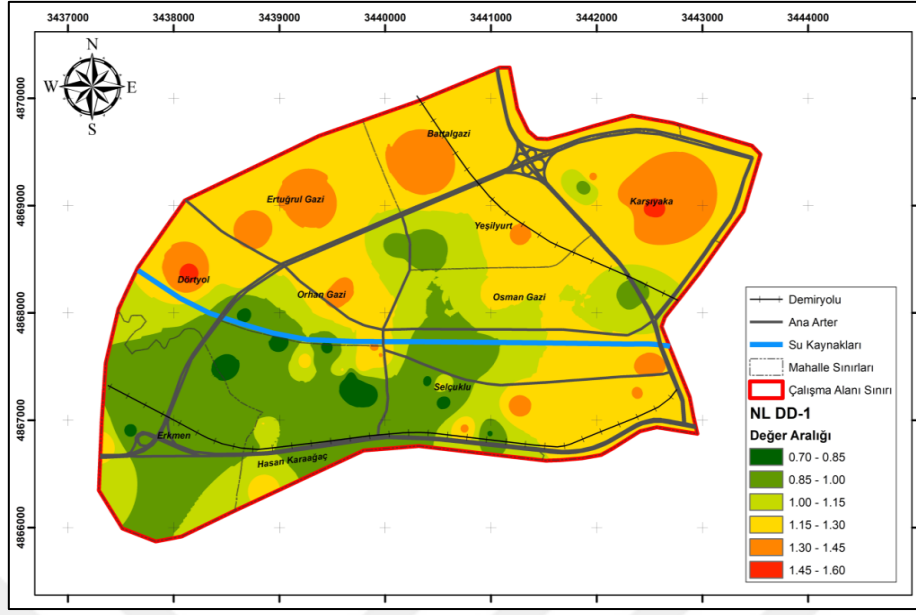 3437000 3438000 3439000 3440000 3441000 3442000 3443000 3444000
N
W E
S
4870000
4869000
4868000
4867000
4866000
Battalgazi
Ertuğrul Gazi
Karşıyaka
Yeşilyurt
Dörtyol
Orhan Gazi
Osman Gazi
Selçuklu
Erkmen
Hasan Karaağaç
Demiryolu
Ana Arter
Su Kaynakları
Mahalle Sınırları
Çalışma Alanı Sınırı
NL DD-1
Değer Aralığı
0.70 - 0.85
0.85 - 1.00
1.00 - 1.15
1.15 - 1.30
1.30 - 1.45
1.45 - 1.60